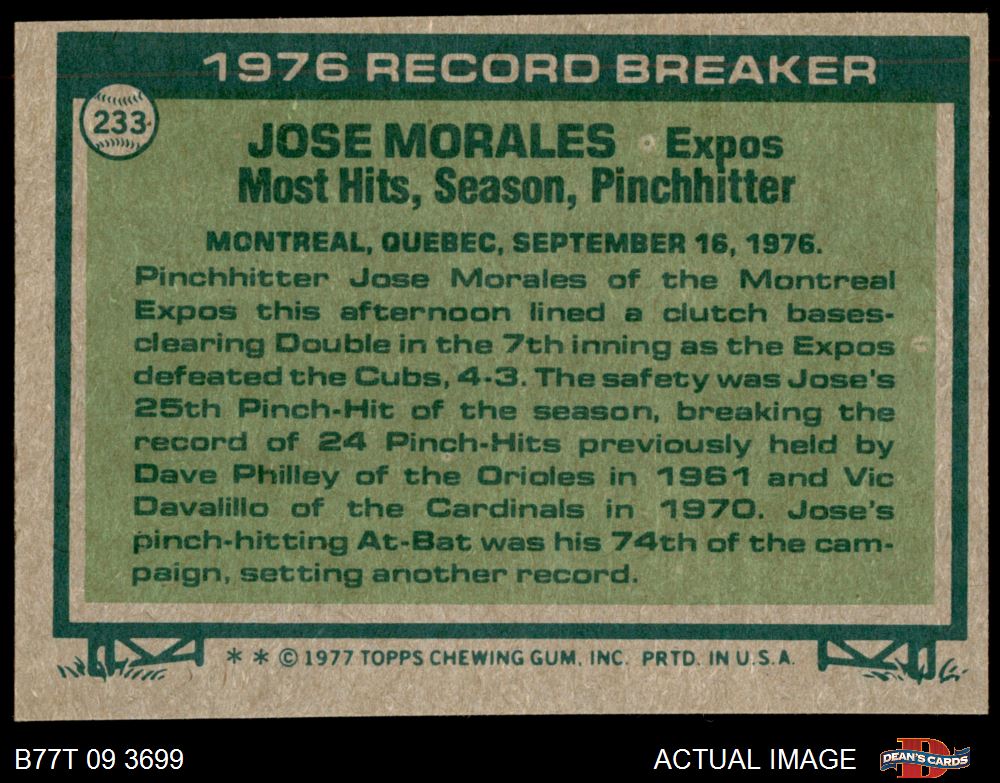 1976 RECORD BREAKER
233
JOSE MORALES Expos
Most Hits, Season, Pinchhitter
MONTREAL, QUEBEC, SEPTEMBER 16, 1976.
Pinchhitter Jose Morales of the Montreal
Expos this afternoon lined a clutch bases-
clearing Double in the 7th inning as the Expos
defeated the Cubs, 4-3. The safety was Jose's
25th Pinch-Hit of the season, breaking the
record of 24 Pinch-Hits previously held by
Dave Philley of the Orioles in 1961 and Vic
Davalillo of the Cardinals in 1970. Jose's
pinch-hitting At-Bat was his 74th of the cam-
paign, setting another record.
* * © 1977 TOPPS CHEWING GUM, INC. PRTD. IN U.S.A.
B77T 09 3699
ACTUAL IMAGE
D
DEAN'S CARDS